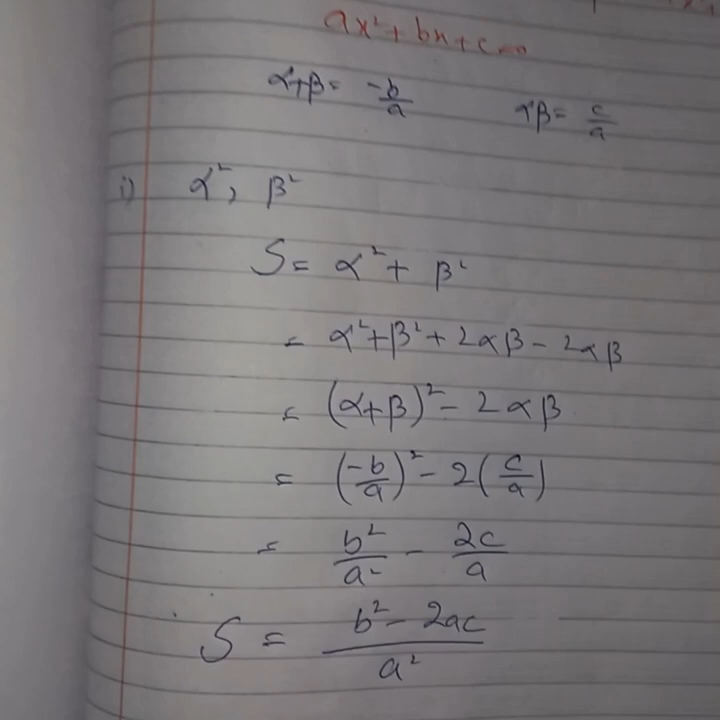 ax² + bx + c = 0
α+β = -b/a αβ = c/a
i) α², β²
S = α² + β²
= α²+β²+2αβ-2αβ
= (α+β)²-2αβ
= (-b/a)²-2(c/a)
= b²/a² - 2c/a
S = b²-2ac/a²